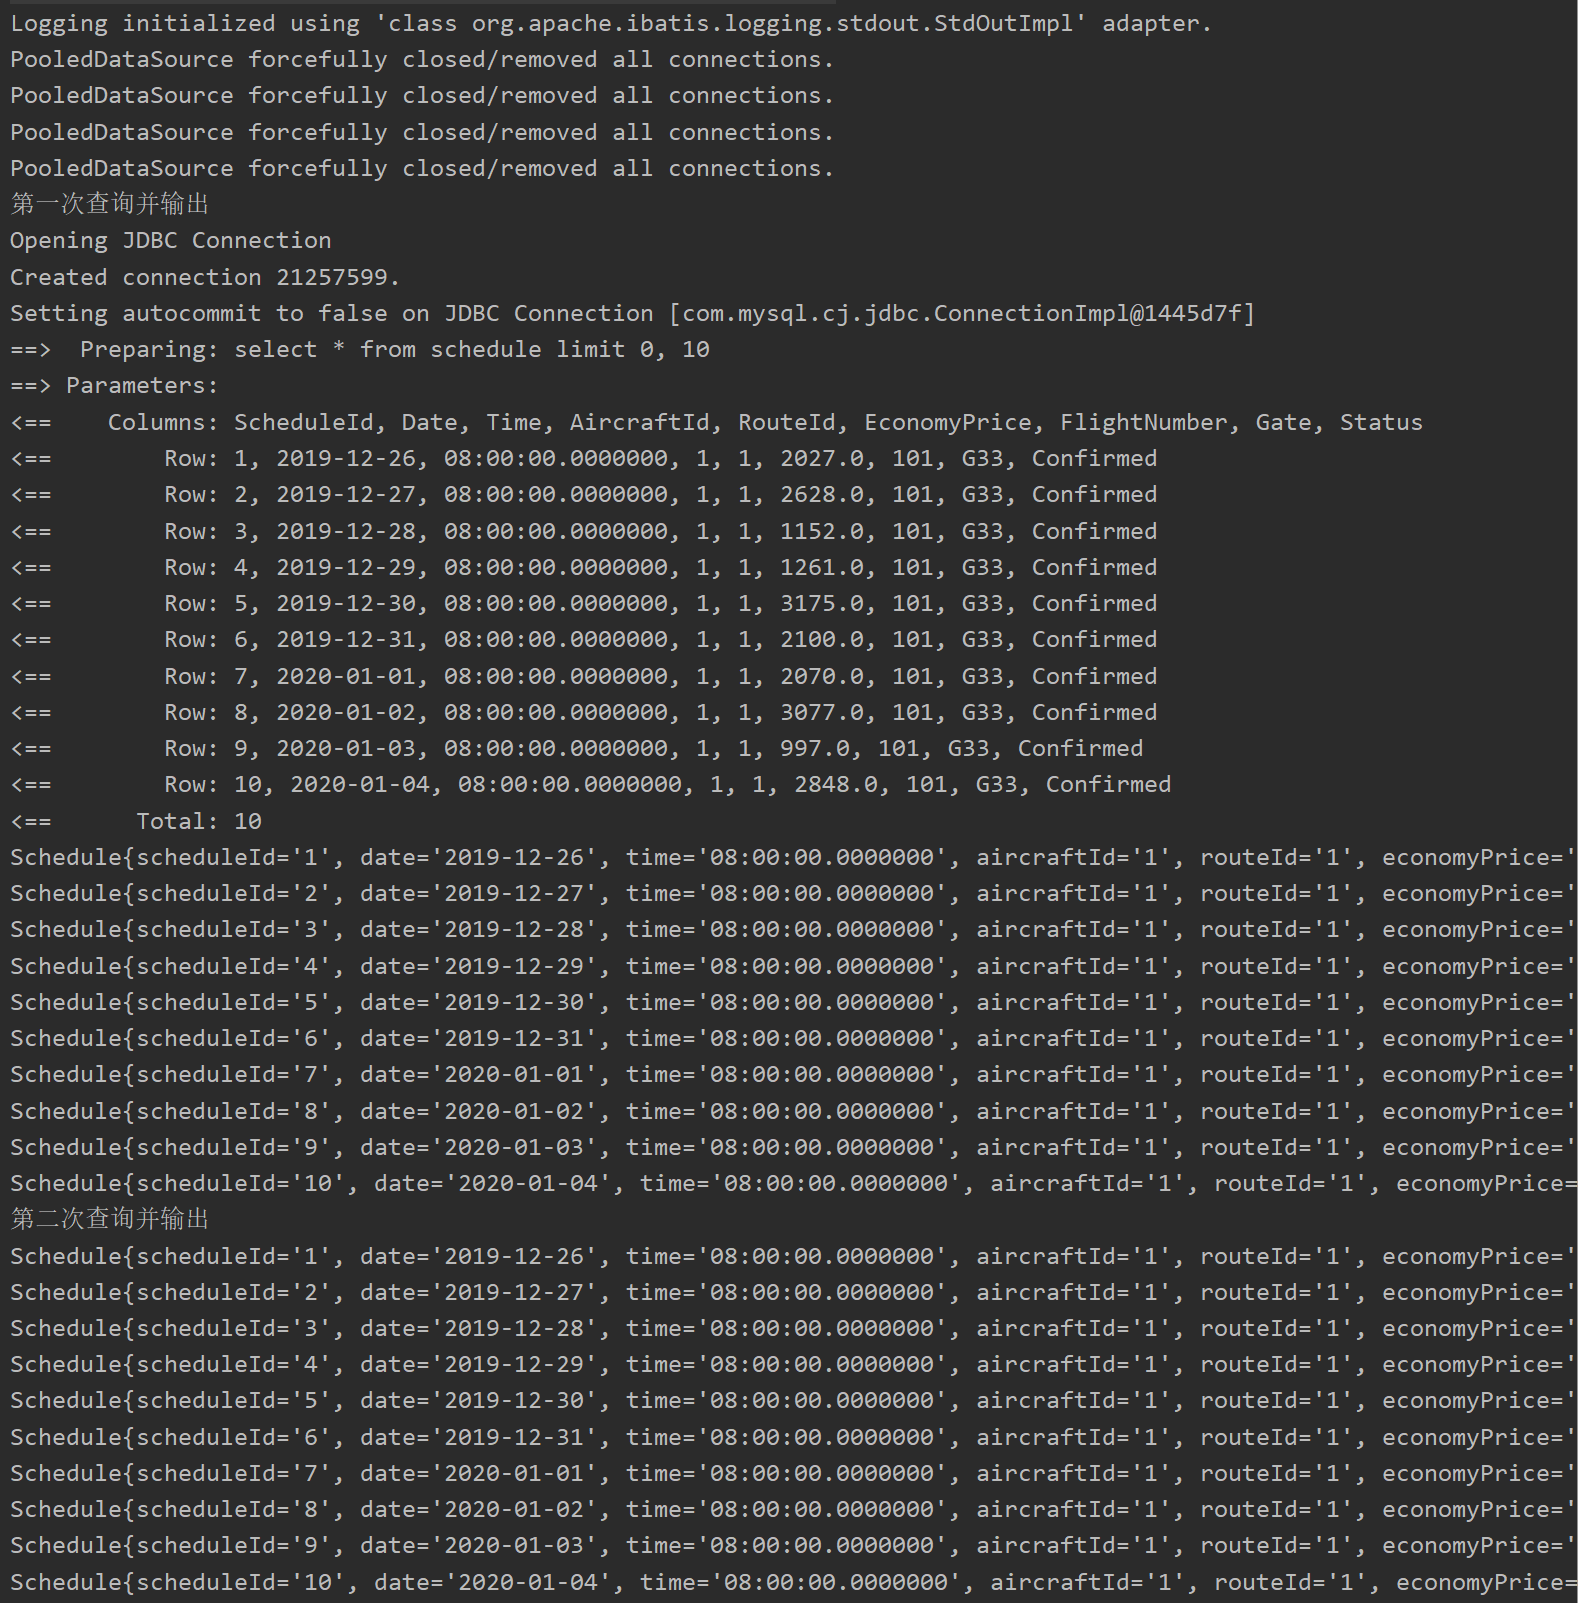 Logging initialized using 'class org.apache.ibatis.logging.stdout.StdOutImpl' adapter.
PooledDataSource forcefully closed/removed all connections.
PooledDataSource forcefully closed/removed all connections.
PooledDataSource forcefully closed/removed all connections.
PooledDataSource forcefully closed/removed all connections.
第一次查询并输出
Opening JDBC Connection
Created connection 21257599.
Setting autocommit to false on JDBC Connection [com.mysql.cj.jdbc.ConnectionImpl@1445d7f]
==>  Preparing: select * from schedule limit 0, 10
==> Parameters:
<==    Columns: ScheduleId, Date, Time, AircraftId, RouteId, EconomyPrice, FlightNumber, Gate, Status
<==        Row: 1, 2019-12-26, 08:00:00.0000000, 1, 1, 2027.0, 101, G33, Confirmed
<==        Row: 2, 2019-12-27, 08:00:00.0000000, 1, 1, 2628.0, 101, G33, Confirmed
<==        Row: 3, 2019-12-28, 08:00:00.0000000, 1, 1, 1152.0, 101, G33, Confirmed
<==        Row: 4, 2019-12-29, 08:00:00.0000000, 1, 1, 1261.0, 101, G33, Confirmed
<==        Row: 5, 2019-12-30, 08:00:00.0000000, 1, 1, 3175.0, 101, G33, Confirmed
<==        Row: 6, 2019-12-31, 08:00:00.0000000, 1, 1, 2100.0, 101, G33, Confirmed
<==        Row: 7, 2020-01-01, 08:00:00.0000000, 1, 1, 2070.0, 101, G33, Confirmed
<==        Row: 8, 2020-01-02, 08:00:00.0000000, 1, 1, 3077.0, 101, G33, Confirmed
<==        Row: 9, 2020-01-03, 08:00:00.0000000, 1, 1, 997.0, 101, G33, Confirmed
<==        Row: 10, 2020-01-04, 08:00:00.0000000, 1, 1, 2848.0, 101, G33, Confirmed
<==      Total: 10
Schedule{scheduleId='1', date='2019-12-26', time='08:00:00.0000000', aircraftId='1', routeId='1', economyPrice='
Schedule{scheduleId='2', date='2019-12-27', time='08:00:00.0000000', aircraftId='1', routeId='1', economyPrice='
Schedule{scheduleId='3', date='2019-12-28', time='08:00:00.0000000', aircraftId='1', routeId='1', economyPrice='
Schedule{scheduleId='4', date='2019-12-29', time='08:00:00.0000000', aircraftId='1', routeId='1', economyPrice='
Schedule{scheduleId='5', date='2019-12-30', time='08:00:00.0000000', aircraftId='1', routeId='1', economyPrice='
Schedule{scheduleId='6', date='2019-12-31', time='08:00:00.0000000', aircraftId='1', routeId='1', economyPrice='
Schedule{scheduleId='7', date='2020-01-01', time='08:00:00.0000000', aircraftId='1', routeId='1', economyPrice='
Schedule{scheduleId='8', date='2020-01-02', time='08:00:00.0000000', aircraftId='1', routeId='1', economyPrice='
Schedule{scheduleId='9', date='2020-01-03', time='08:00:00.0000000', aircraftId='1', routeId='1', economyPrice='
Schedule{scheduleId='10', date='2020-01-04', time='08:00:00.0000000', aircraftId='1', routeId='1', economyPrice=
第二次查询并输出
Schedule{scheduleId='1', date='2019-12-26', time='08:00:00.0000000', aircraftId='1', routeId='1', economyPrice='
Schedule{scheduleId='2', date='2019-12-27', time='08:00:00.0000000', aircraftId='1', routeId='1', economyPrice='
Schedule{scheduleId='3', date='2019-12-28', time='08:00:00.0000000', aircraftId='1', routeId='1', economyPrice='
Schedule{scheduleId='4', date='2019-12-29', time='08:00:00.0000000', aircraftId='1', routeId='1', economyPrice='
Schedule{scheduleId='5', date='2019-12-30', time='08:00:00.0000000', aircraftId='1', routeId='1', economyPrice='
Schedule{scheduleId='6', date='2019-12-31', time='08:00:00.0000000', aircraftId='1', routeId='1', economyPrice='
Schedule{scheduleId='7', date='2020-01-01', time='08:00:00.0000000', aircraftId='1', routeId='1', economyPrice='
Schedule{scheduleId='8', date='2020-01-02', time='08:00:00.0000000', aircraftId='1', routeId='1', economyPrice='
Schedule{scheduleId='9', date='2020-01-03', time='08:00:00.0000000', aircraftId='1', routeId='1', economyPrice='
Schedule{scheduleId='10', date='2020-01-04', time='08:00:00.0000000', aircraftId='1', routeId='1', economyPrice=